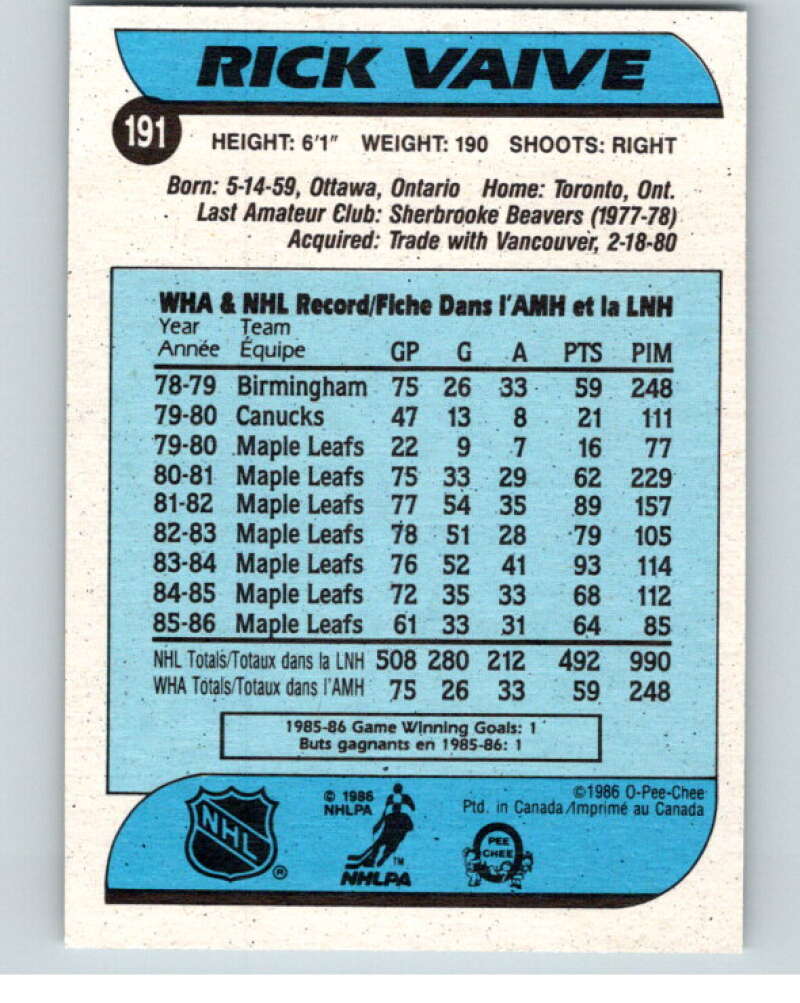 RICK VAIVE
191
HEIGHT: 6'1" WEIGHT: 190 SHOOTS: RIGHT
Born: 5-14-59, Ottawa, Ontario Home: Toronto, Ont.
Last Amateur Club: Sherbrooke Beavers (1977-78)
Acquired: Trade with Vancouver, 2-18-80
WHA & NHL Record/Fiche Dans l'AMH et la LNH
Year Team
Année Équipe GP G A PTS PIM
78-79 Birmingham 75 26 33 59 248
79-80 Canucks 47 13 8 21 111
79-80 Maple Leafs 22 9 7 16 77
80-81 Maple Leafs 75 33 29 62 229
81-82 Maple Leafs 77 54 35 89 157
82-83 Maple Leafs 78 51 28 79 105
83-84 Maple Leafs 76 52 41 93 114
84-85 Maple Leafs 72 35 33 68 112
85-86 Maple Leafs 61 33 31 64 85
NHL Totals/Totaux dans la LNH 508 280 212 492 990
WHA Totals/Totaux dans l'AMH 75 26 33 59 248
1985-86 Game Winning Goals: 1
Buts gagnants en 1985-86: 1
NHL ®
© 1986
NHLPA
TM
NHLPA
©1986 O-Pee-Chee
Ptd. in Canada/Imprimé au Canada
PEE
CHEE